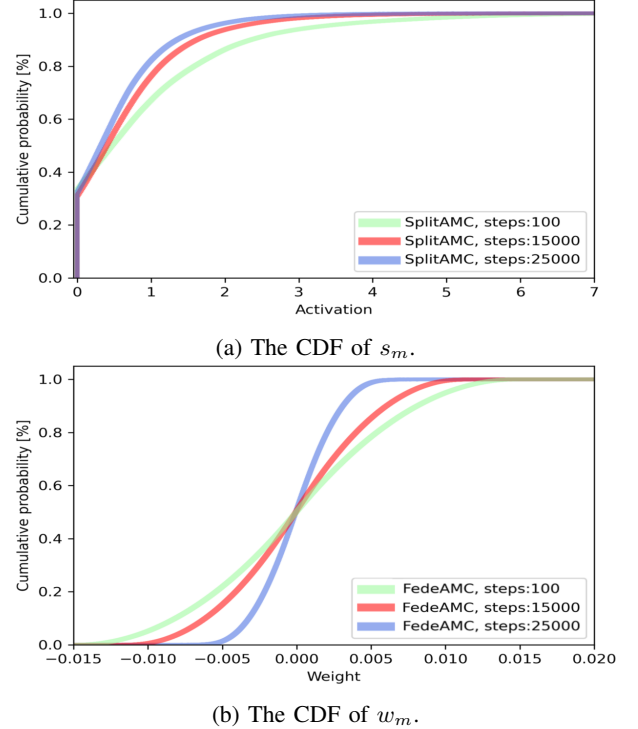 1.0
0.8
0.6
0.4
0.2
0.0
Cumulative probability [%]
SplitAMC, steps:100
SplitAMC, steps:15000
SplitAMC, steps:25000
0 1 2 3 4 5 6 7
Activation
(a) The CDF of s_m.
1.0
0.8
0.6
0.4
0.2
0.0
Cumulative probability [%]
FedeAMC, steps:100
FedeAMC, steps:15000
FedeAMC, steps:25000
−0.015 −0.010 −0.005 0.000 0.005 0.010 0.015 0.020
Weight
(b) The CDF of w_m.